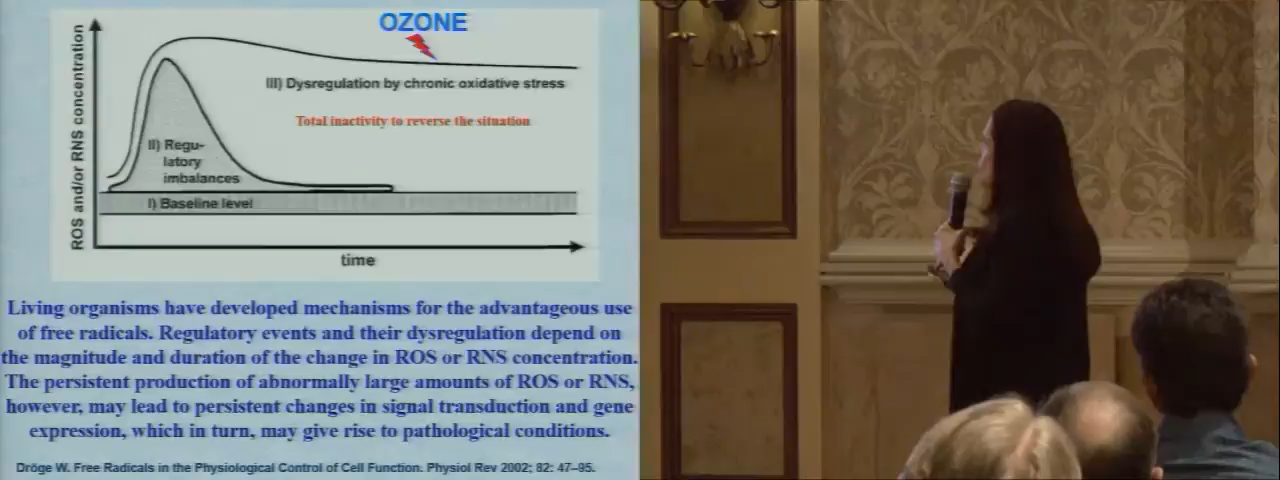 OZONE
ROS and/or RNS concentration
III) Dysregulation by chronic oxidative stress
Total inactivity to reverse the situation
II) Regu-
latory
imbalances
I) Baseline level
time
Living organisms have developed mechanisms for the advantageous use
of free radicals. Regulatory events and their dysregulation depend on
the magnitude and duration of the change in ROS or RNS concentration.
The persistent production of abnormally large amounts of ROS or RNS,
however, may lead to persistent changes in signal transduction and gene
expression, which in turn, may give rise to pathological conditions.
Dröge W. Free Radicals in the Physiological Control of Cell Function. Physiol Rev 2002; 82: 47–95.